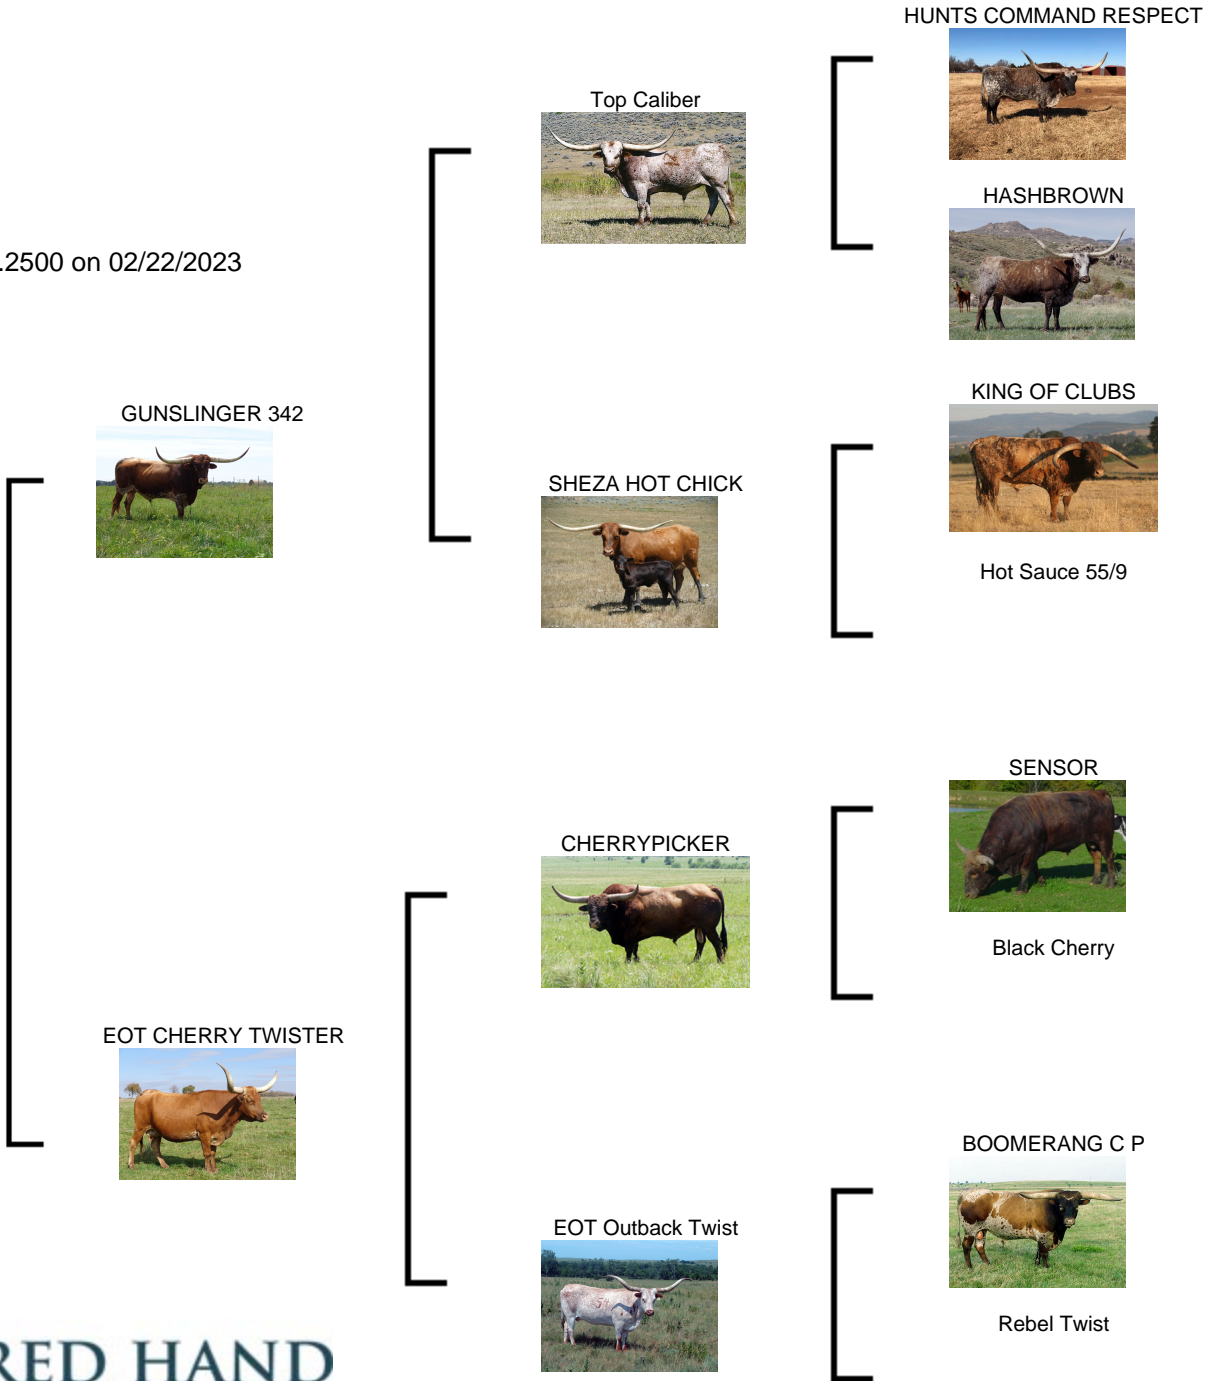 HUNTS COMMAND RESPECT
Top Caliber
HASHBROWN
.2500 on 02/22/2023
KING OF CLUBS
GUNSLINGER 342
SHEZA HOT CHICK
Hot Sauce 55/9
SENSOR
CHERRYPICKER
Black Cherry
EOT CHERRY TWISTER
BOOMERANG C P
EOT Outback Twist
Rebel Twist
RED HAND